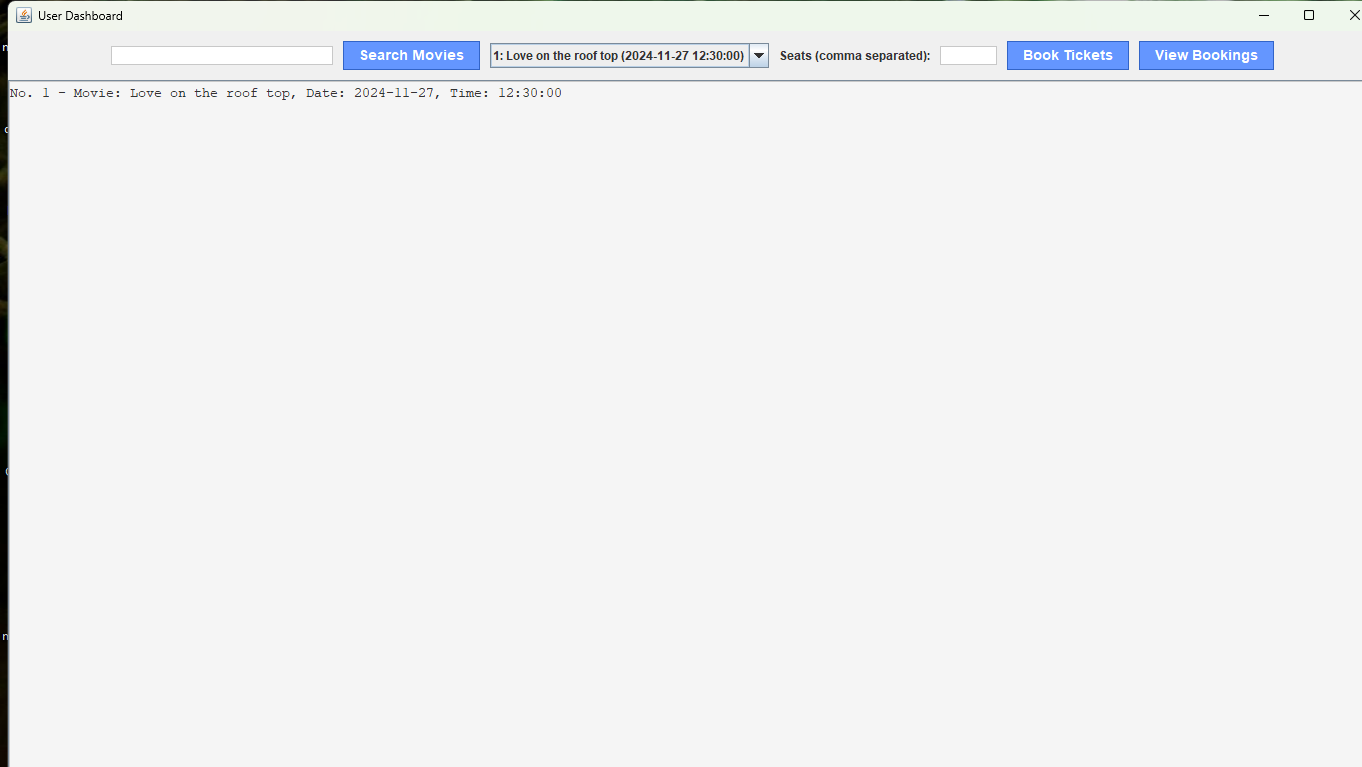 User Dashboard
Search Movies 1: Love on the roof top (2024-11-27 12:30:00) Seats (comma separated): Book Tickets View Bookings
No. 1 - Movie: Love on the roof top, Date: 2024-11-27, Time: 12:30:00